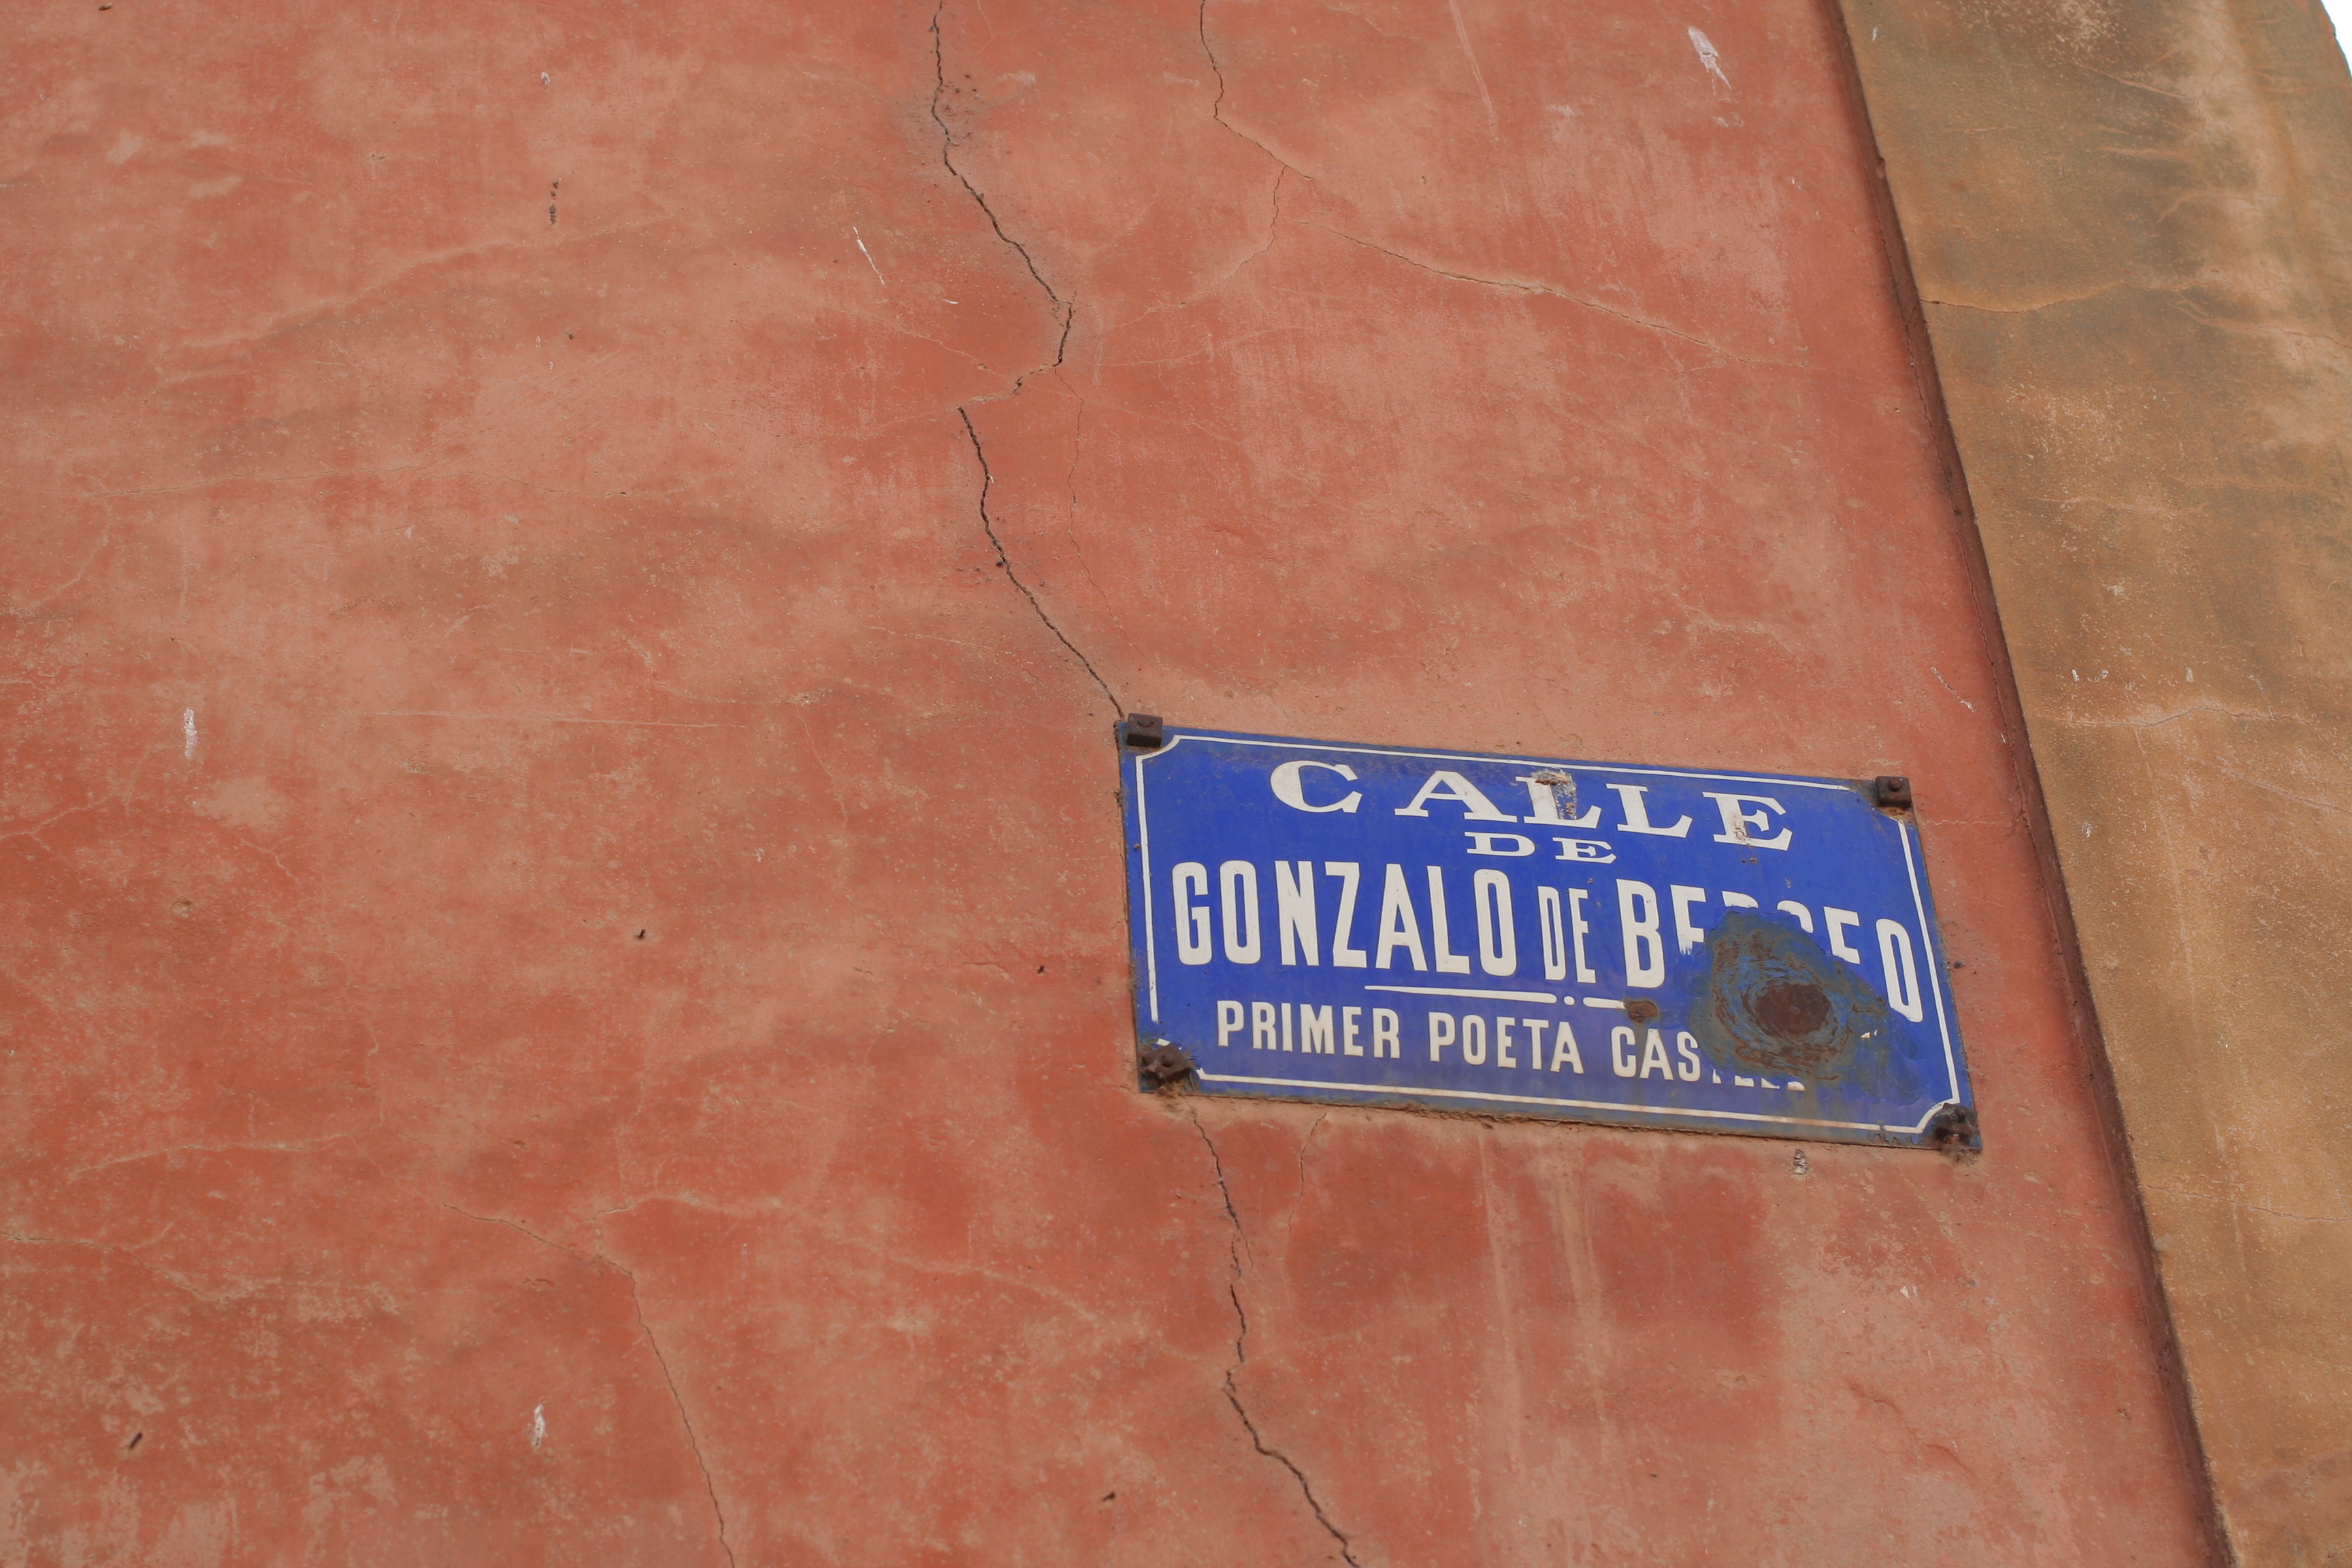 CALLE
DE
GONZALO DE BERCEO
PRIMER POETA